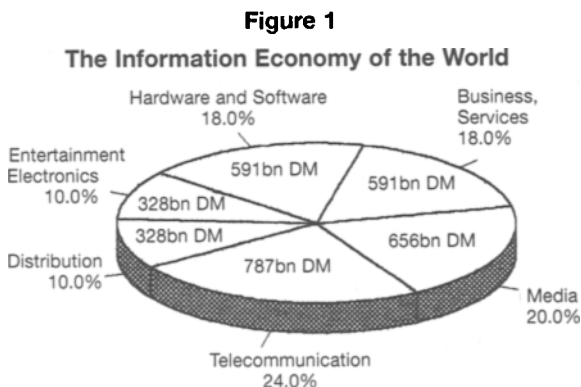 Figure 1
The Information Economy of the World
Hardware and Software
18.0%
Business,
Services
18.0%
Entertainment
Electronics
10.0%
591bn DM
591bn DM
328bn DM
328bn DM
656bn DM
787bn DM
Distribution
10.0%
Media
20.0%
Telecommunication
24.0%